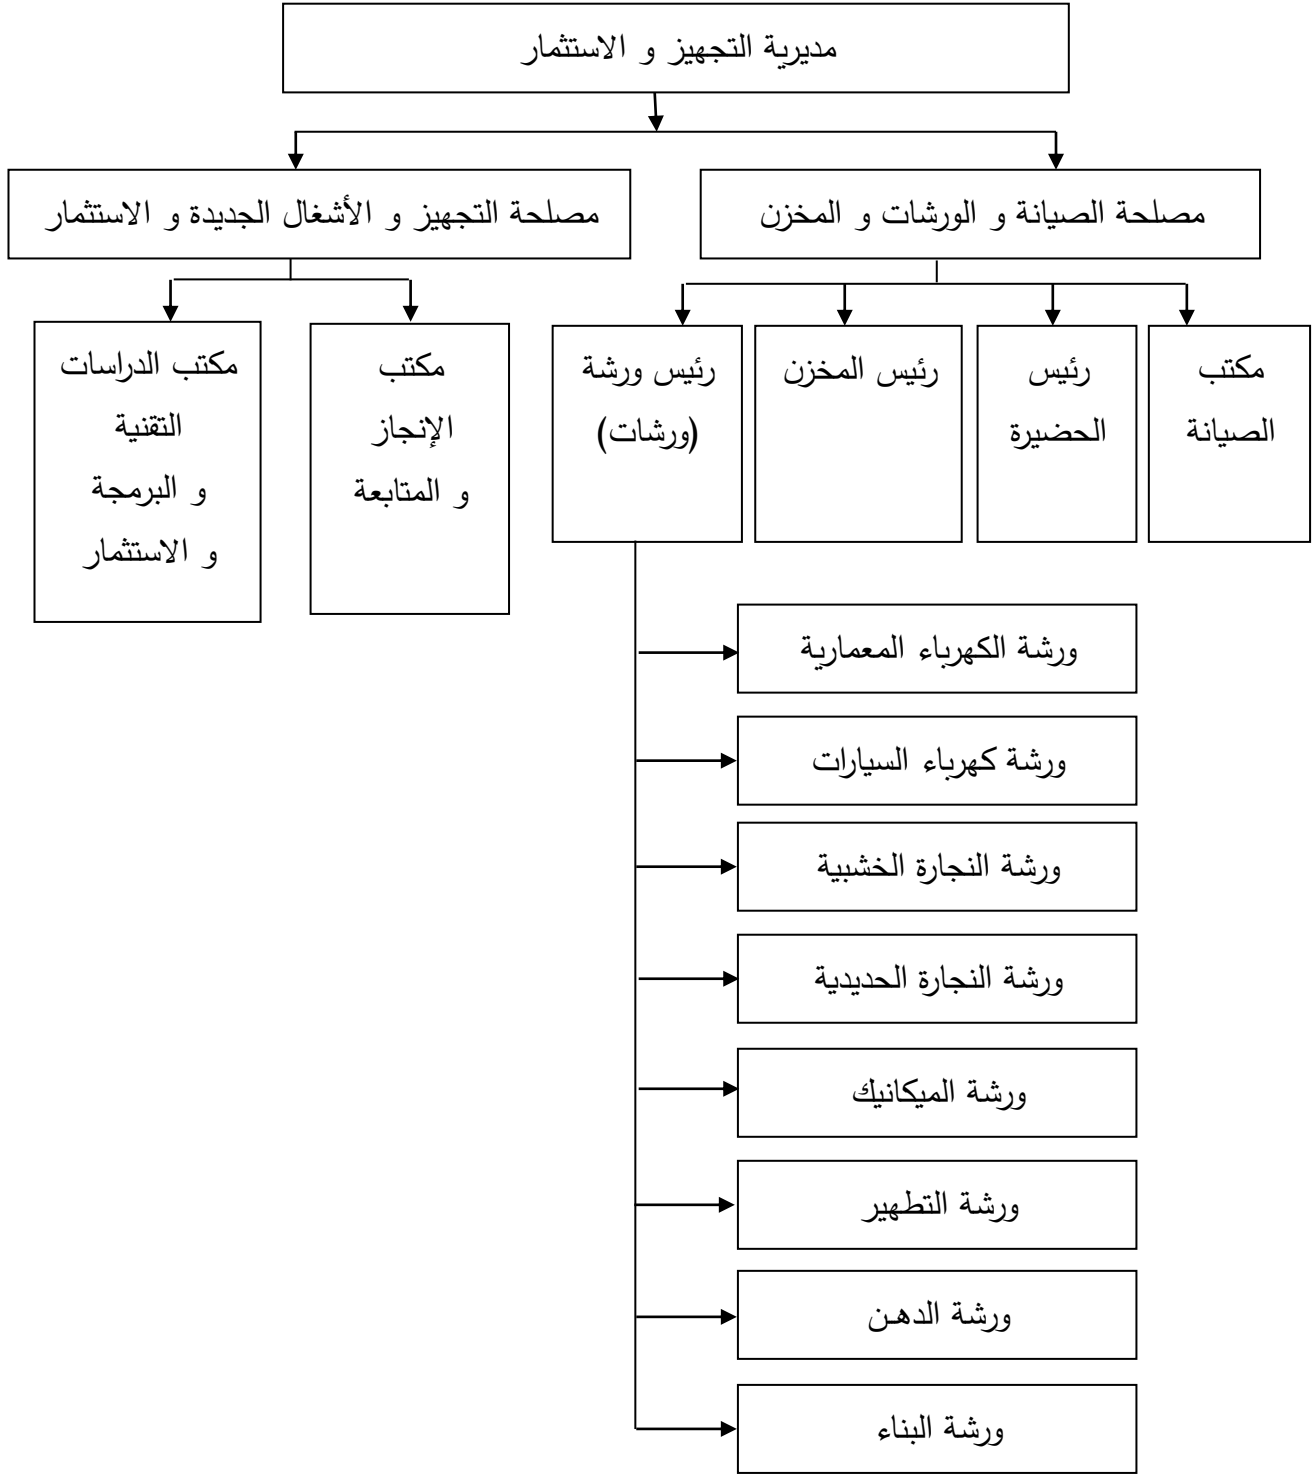 مديرية التجهيز و الاستثمار
مصلحة الصيانة و الورشات و المخزن
مصلحة التجهيز و الأشغال الجديدة و الاستثمار
مكتب
الصيانة
رئيس
الحضيرة
رئيس المخزن
رئيس ورشة
(ورشات)
مكتب
الإنجاز
و المتابعة
مكتب الدراسات
التقنية
و البرمجة
و الاستثمار
ورشة الكهرباء المعمارية
ورشة كهرباء السيارات
ورشة النجارة الخشبية
ورشة النجارة الحديدية
ورشة الميكانيك
ورشة التطهير
ورشة الدهن
ورشة البناء